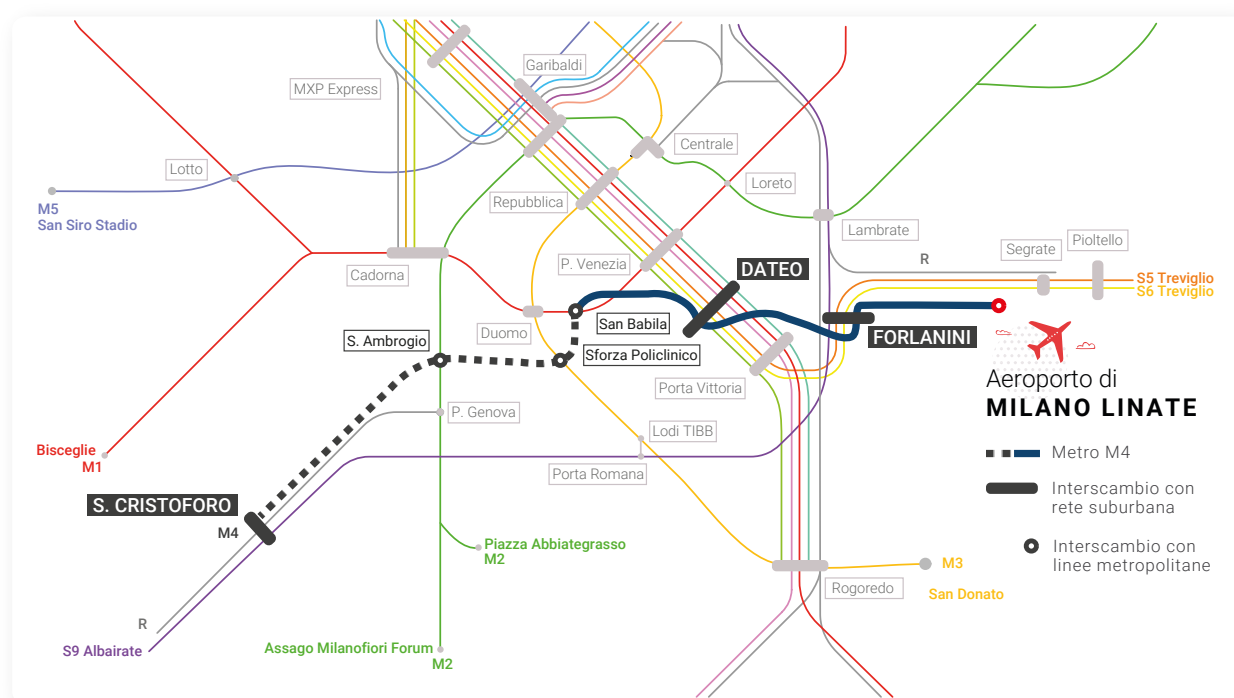 Garibaldi
MXP Express
Centrale
Lotto
Loreto
Repubblica
M5
San Siro Stadio
Lambrate
Pioltello
Segrate
R
P. Venezia
DATEO
Cadorna
S5 Treviglio
S6 Treviglio
San Babila
Duomo
FORLANINI
S. Ambrogio
Sforza Policlinico
Porta Vittoria
Aeroporto di
MILANO LINATE
P. Genova
Lodi TIBB
Metro M4
Bisceglie
M1
Porta Romana
Interscambio con
rete suburbana
S. CRISTOFORO
M4
Piazza Abbiategrasso
M2
Interscambio con
linee metropolitane
M3
San Donato
Rogoredo
R
S9 Albairate
Assago Milanofiori Forum
M2